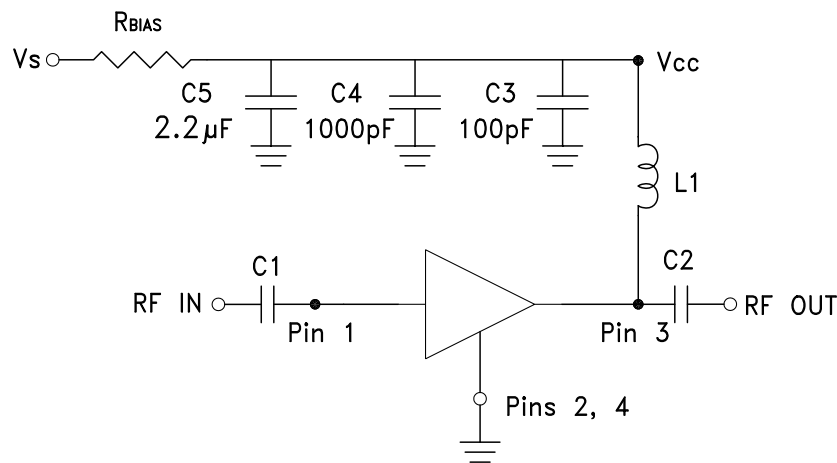 RBIAS
Vs
Vcc
C5
2.2µF
C4
1000pF
C3
100pF
L1
C1
C2
RF IN
RF OUT
Pin 1
Pin 3
Pins 2, 4